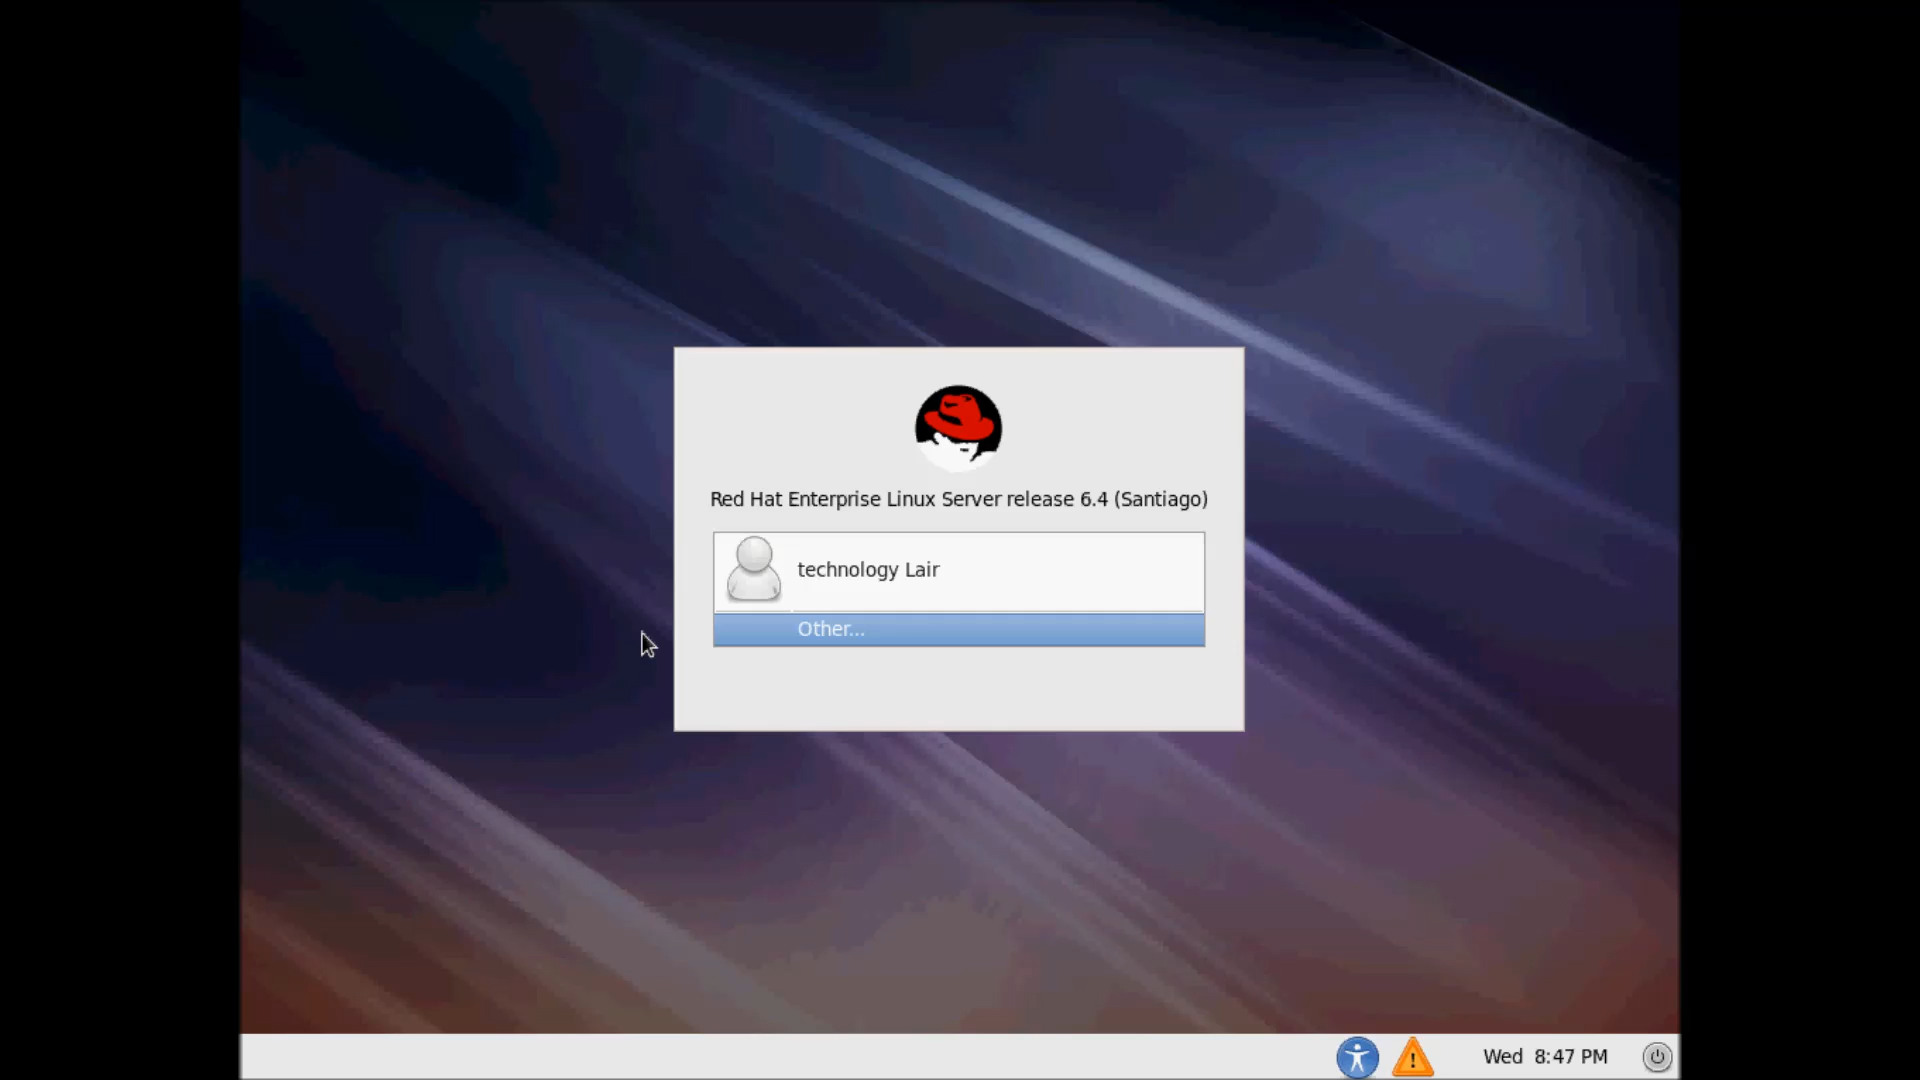 Red Hat Enterprise Linux Server release 6.4 (Santiago)
technology Lair
Other...
Wed 8:47 PM